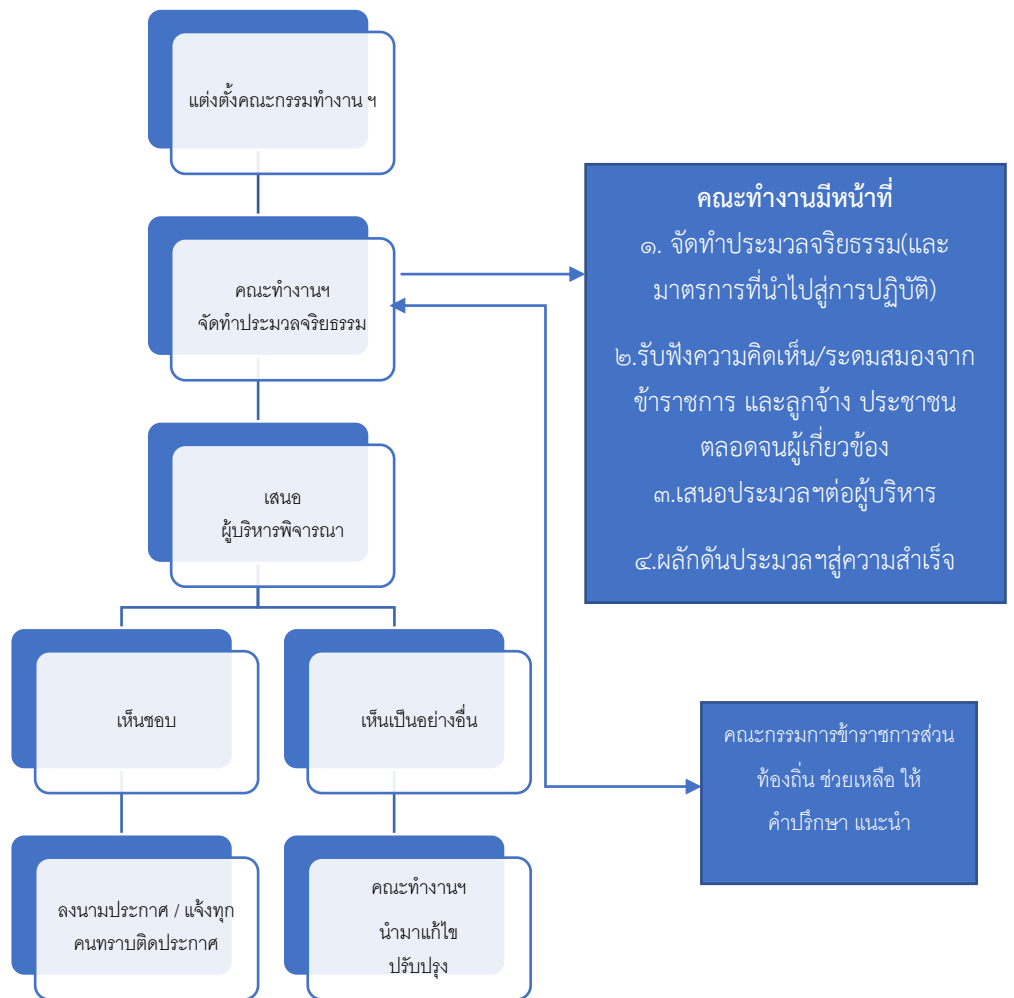 แต่งตั้งคณะกรรมทำงาน ฯ
คณะทำงานฯ
จัดทำประมวลจริยธรรม
คณะทำงานมีหน้าที่
๑. จัดทำประมวลจริยธรรม(และ
มาตรการที่นำไปสู่การปฏิบัติ)
๒.รับฟังความคิดเห็น/ระดมสมองจาก
ข้าราชการ และลูกจ้าง ประชาชน
ตลอดจนผู้เกี่ยวข้อง
๓.เสนอประมวลฯต่อผู้บริหาร
๔.ผลักดันประมวลฯสู่ความสำเร็จ
เสนอ
ผู้บริหารพิจารณา
เห็นชอบ
เห็นเป็นอย่างอื่น
คณะกรรมการข้าราชการส่วน
ท้องถิ่น ช่วยเหลือ ให้
คำปรึกษา แนะนำ
ลงนามประกาศ / แจ้งทุก
คนทราบติดประกาศ
คณะทำงานฯ
นำมาแก้ไข
ปรับปรุง